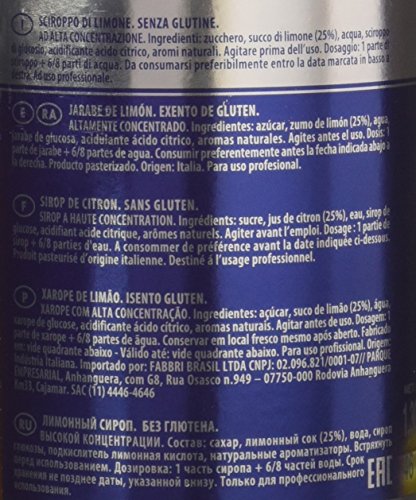 I SCIROPPO DI LIMONE. SENZA GLUTINE.
AD ALTA CONCENTRAZIONE. Ingredienti: zucchero, succo di limone (25%), acqua, sciroppo
di glucosio, acidificante acido citrico, aromi naturali. Agitare prima dell'uso. Dosaggio: 1 parte di
sciroppo + 6/8 parti di acqua. Da consumarsi preferibilmente entro la data marcata in
testa. Ad uso professionale.
E RA JARABE DE LIMÓN. EXENTO DE GLUTEN.
ALTAMENTE CONCENTRADO. Ingredientes: azúcar, zumo de limón (25%), agua,
jarabe de glucosa, acidulante ácido cítrico, aromas naturales. Agites antes el uso. Dosis: 1
parte de jarabe + 6/8 partes de agua. Consumir preferentemente antes la fecha indicada abajo a
la derecha. Producto pasterizado. Origen: Italia. Para uso profesional.
F SIROP DE CITRON. SANS GLUTEN.
SIROP A HAUTE CONCENTRATION. Ingrédients: sucre, jus de citron (25%), eau, sirop de
glucose, acidifiant acide citrique, arômes naturels. Agiter avant l'emploi. Dosage: 1 partie de
sirop + 6/8 parties d'eau. A consommer de préférence avant la date indiquée ci-dessous.
Produit pasteurisé d'origine italienne. Destiné á l'usage professionnel.
P XAROPE DE LIMÃO. ISENTO GLUTEN.
XAROPE COM ALTA CONCENTRAÇÃO. Ingredientes: açúcar, suco de limão (25%), água,
xarope de glucose, acidificante ácido cítrico, aromas naturais. Agitar antes de uso. Dosagem: 1
parte de xarope + 6/8 partes de água. Conservar em local fresco mesmo após aberto. Fabricado
em: vide quadrante abaixo - Válido até: vide quadrante abaixo. Para uso profissional. Origem:
Indústria Italiana. Importado por: FABBRI BRASIL LTDA CNPJ: 02.096.821/0001-07// PARQUE
EMPRESARIAL, Anhanguera, com G8, Rua Osasco n.949 – 07750-000 Rodovia Anhanguera
Km33, Cajamar. SAC (11) 4446-4646
RU ЛИМОННЫЙ СИРОП. БЕЗ ГЛЮТЕНА.
ВЫСОКОЙ КОНЦЕНТРАЦИИ. Состав: сахар, лимонный сок (25%), вода, сироп
глюкозы, подкислитель лимонная кислота, натуральные ароматизаторы. Встряхнуть
перед использованием. Дозировка: 1 часть сиропа + 6/8 частей воды. Срок
использования. Только для профессионального
EAC